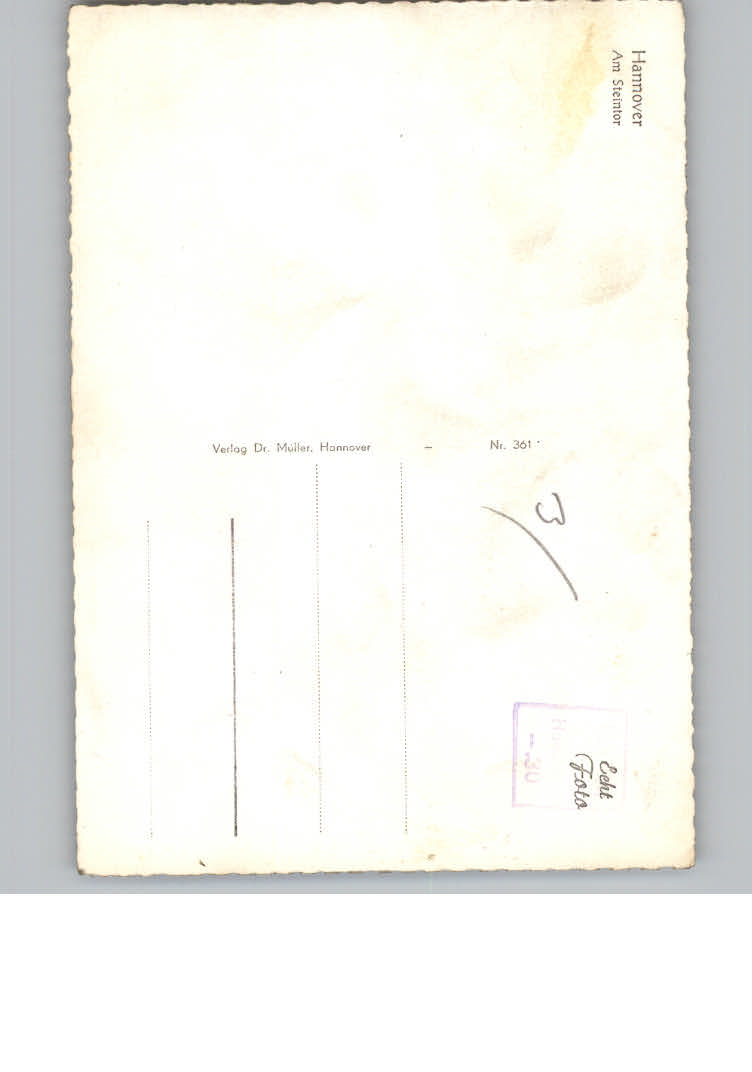 Hannover
Am Steintor
Verlag Dr. Müller, Hannover – Nr. 361
3
Echt
Foto
-.30